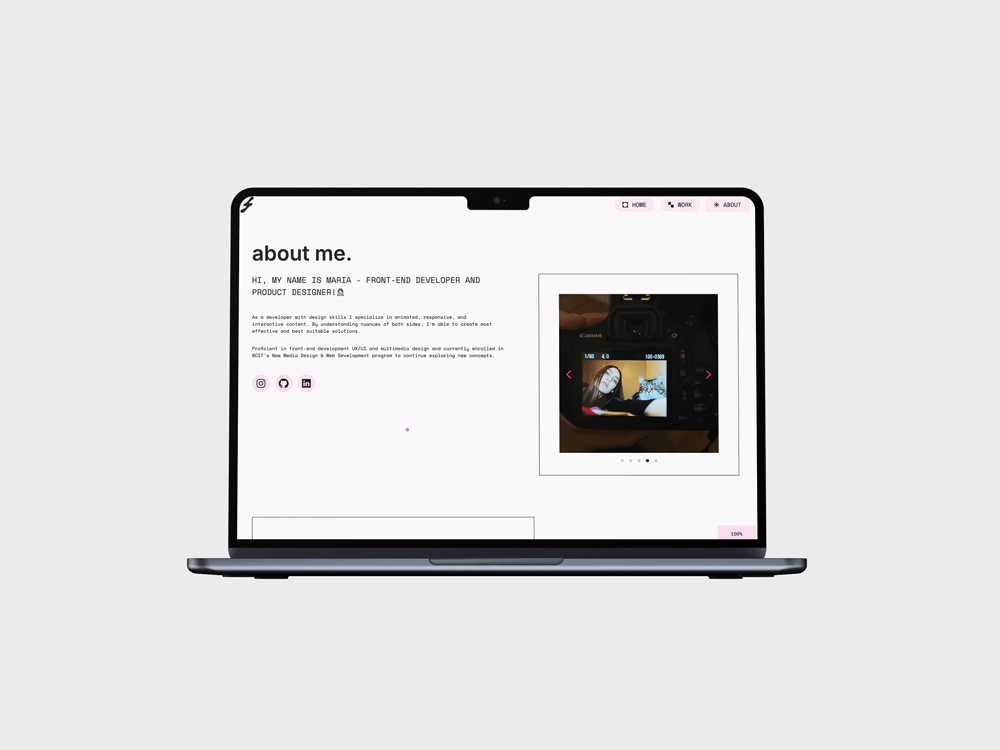 HOME
WORK
ABOUT
about me.
HI, MY NAME IS MARIA - FRONT-END DEVELOPER AND
PRODUCT DESIGNER!
As a developer with design skills I specialize in animated, responsive, and
interactive content. By understanding nuances of both sides, I'm able to create most
effective and best suitable solutions.
Proficient in front-end development UX/UI and multimedia design and currently enrolled in
BCIT's New Media Design & Web Development program to continue exploring new concepts.
Canon
1/60 4.0 100-0369
100%